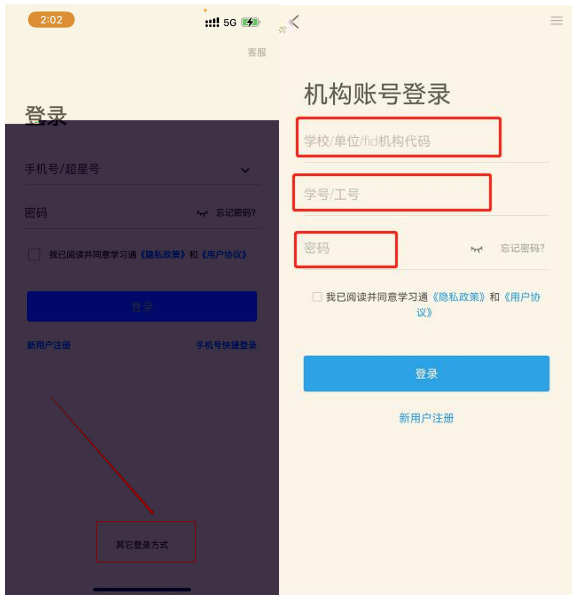 2:02
5G
客服
登录
手机号/超星号
密码
忘记密码?
我已阅读并同意学习通《隐私政策》和《用户协议》
登录
新用户注册
手机号快捷登录
其它登录方式
机构账号登录
学校/单位/fid机构代码
学号/工号
密码
忘记密码?
我已阅读并同意学习通《隐私政策》和《用户协
议》
登录
新用户注册